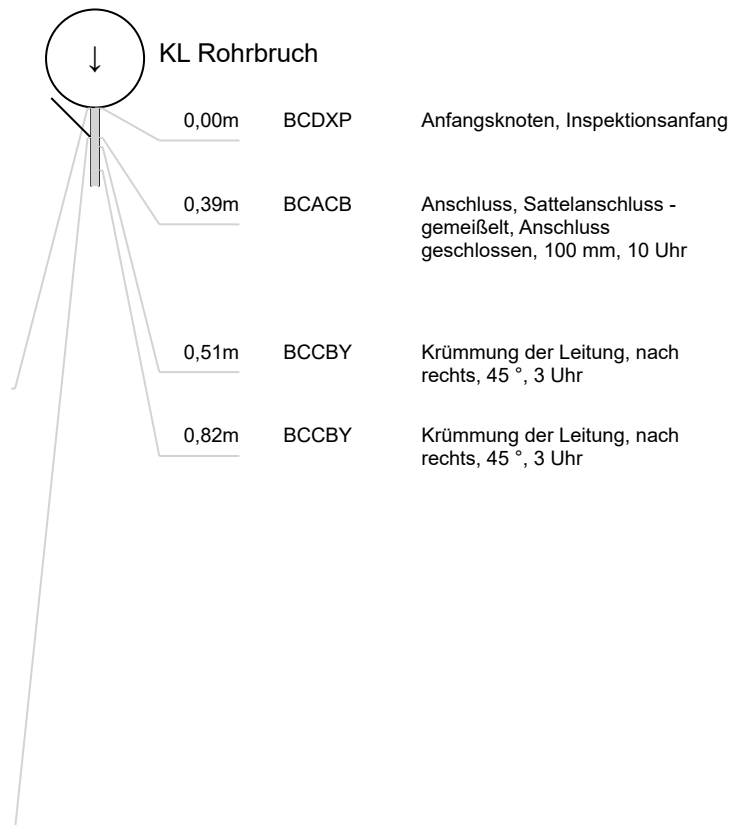 ↓ KL Rohrbruch
0,00m BCDXP Anfangsknoten, Inspektionsanfang
0,39m BCACB Anschluss, Sattelanschluss -
gemeißelt, Anschluss
geschlossen, 100 mm, 10 Uhr
0,51m BCCBY Krümmung der Leitung, nach
rechts, 45 °, 3 Uhr
0,82m BCCBY Krümmung der Leitung, nach
rechts, 45 °, 3 Uhr